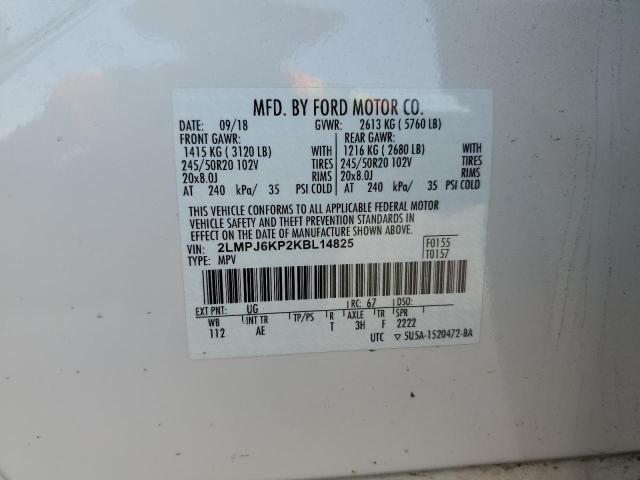 MFD. BY FORD MOTOR CO.
DATE: 09/18 GVWR: 2613 KG ( 5760 LB)
FRONT GAWR: REAR GAWR:
1415 KG ( 3120 LB) WITH 1216 KG ( 2680 LB) WITH
245/50R20 102V TIRES 245/50R20 102V TIRES
20x8.0J RIMS 20x8.0J RIMS
AT 240 kPa/ 35 PSI COLD AT 240 kPa/ 35 PSI COLD
THIS VEHICLE CONFORMS TO ALL APPLICABLE FEDERAL MOTOR
VEHICLE SAFETY AND THEFT PREVENTION STANDARDS IN
EFFECT ON THE DATE OF MANUFACTURE SHOWN ABOVE.
VIN: 2LMPJ6KP2KBL14825 F0155
TYPE: MPV T0157
EXT PNT: UG RC: 67 DSO:
WB INT TR TP/PS R AXLE TR SPR
112 AE T 3H F 2222
UTC ▽ 5U5A-1520472-BA